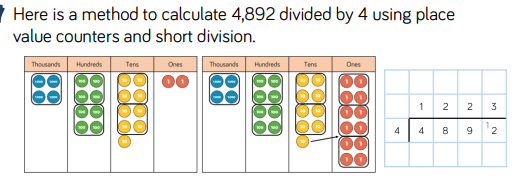 Here is a method to calculate 4,892 divided by 4 using place
value counters and short division.
Thousands Hundreds Tens Ones Thousands Hundreds Tens Ones
1 2 2 3
4 4 8 9 ¹2